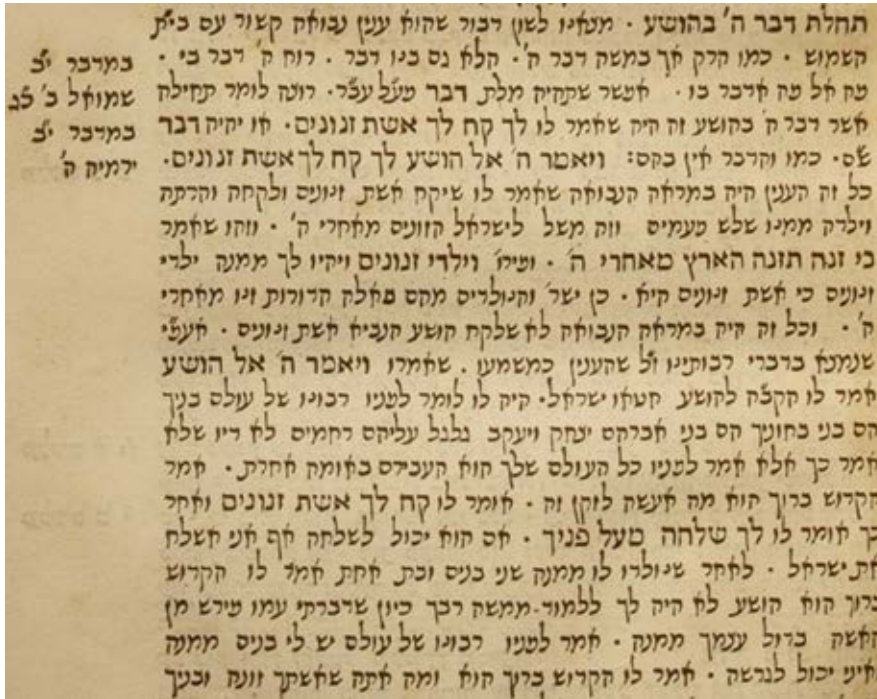 תחלת דבר ה' בהושע · מצאנו לשון דבור שהוא ענין נבואה קשור עם בי״ת
השמוש · כמו הרק אך במשה דבר ה' · הלא גם בנו דבר · רוח ה' דבר בי ·
מה אל מה אדבר בו · אפשר שתהיה מלת דבר פועל עבר · רוצה לומר תחילה
אשר דבר ה' בהושע זה היה שאמר לו לך קח לך אשת זנונים · או יהיה דבר
שם · כמו והדבר אין בהם : ויאמר ה' אל הושע לך קח לך אשת זנונים ·
כל זה הענין היה במראה הנבואה שאמר לו שיקח אשת זנונים ולקחה והרתה
וילדה ממנו שלש פעמים וזה משל לישראל הזונים מאחרי ה' · וזהו שאמר
כי זנה תזנה הארץ מאחרי ה' · ופיר' וילדי זנונים ויהיו לך ממנה ילדי
זנונים כי אשת זנונים היא · כן ישר' והנולדים מהם באלה הדורות זנו מאחרי
ה' · וכל זה היה במראה הנבואה לא שלקח הושע הנביא אשת זנונים · אעפ״י
שנמצא בדברי רבותינו ז״ל שהענין כמשמעו · שאמרו ויאמר ה' אל הושע
אמר לו הקב״ה להושע חטאו ישראל · היה לו לומר לפניו רבונו של עולם בניך
הם בני בחוניך הם בני אברהם יצחק ויעקב גלגל עליהם רחמים לא דיו שלא
אמר כך אלא אמר לפניו כל העולם שלך הוא העבירם באומה אחרת · אמר
הקדוש ברוך הוא מה אעשה לזקן זה · אומר לו קח לך אשת זנונים ואחר
כך אומר לו לך שלחה מעל פניך · אם הוא יכול לשלחה אף אני אשלח
את ישראל · לאחר שנולדו לו ממנה שני בנים ובת אחת אמר לו הקדוש
ברוך הוא הושע לא היה לך ללמוד ממשה רבך כיון שדברתי עמו פירש מן
האשה בדול עצמך ממנה · אמר לפניו רבונו של עולם יש לי בנים ממנה
ואיני יכול לגרשה · אמר לו הקדוש ברוך הוא ומה אתה שאשתך זונה ובניך
במדבר י״ב
שמואל ב' כ״ג
במדבר י״ב
ירמיה ה'